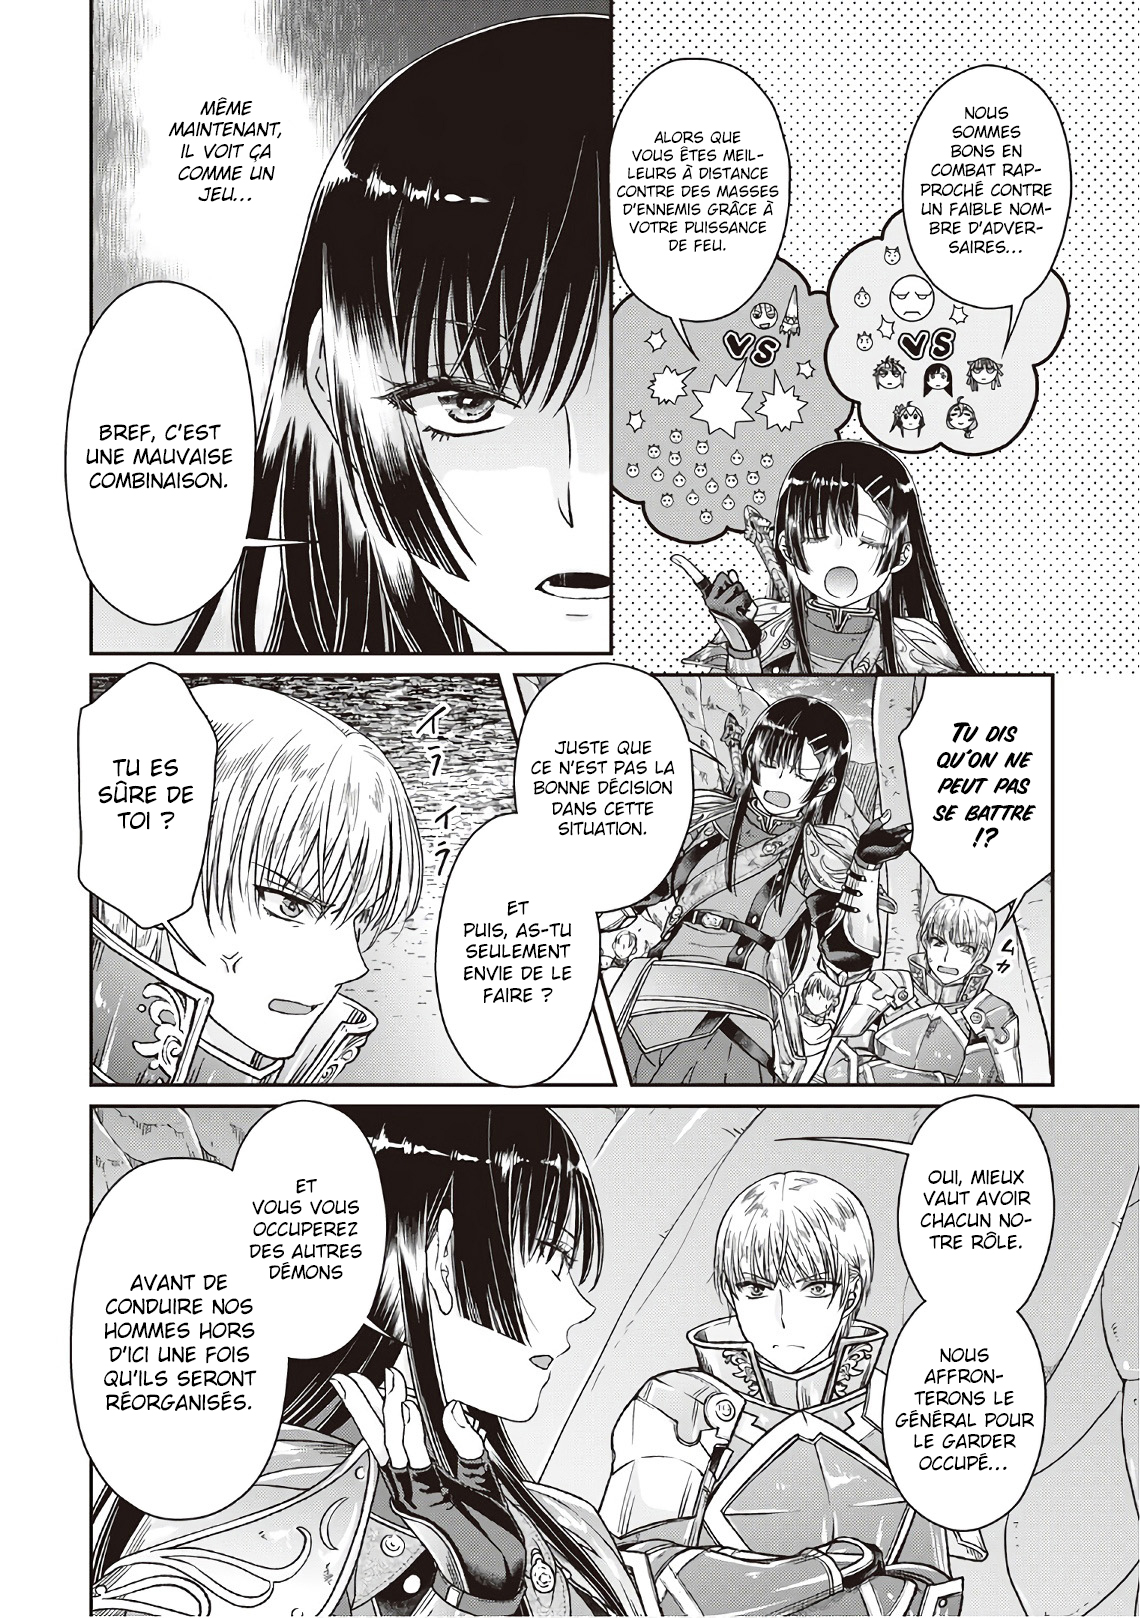 NOUS
SOMMES
BONS EN
COMBAT RAP-
PROCHÉ CONTRE
UN FAIBLE NOM-
BRE D'ADVER-
SAIRES...
ALORS QUE
VOUS ÊTES MEIL-
LEURS À DISTANCE
CONTRE DES MASSES
D'ENNEMIS GRÂCE À
VOTRE PUISSANCE
DE FEU.
VS
VS
MÊME
MAINTENANT,
IL VOIT ÇA
COMME UN
JEU...
BREF, C'EST
UNE MAUVAISE
COMBINAISON.
TU DIS
QU'ON NE
PEUT PAS
SE BATTRE
!?
ムカ
JUSTE QUE
CE N'EST PAS LA
BONNE DÉCISION
DANS CETTE
SITUATION.
ET
PUIS, AS-TU
SEULEMENT
ENVIE DE LE
FAIRE ?
イライラ
TU ES
SÛRE DE
TOI ?
OUI, MIEUX
VAUT AVOIR
CHACUN NO-
TRE RÔLE.
NOUS
AFFRON-
TERONS LE
GÉNÉRAL POUR
LE GARDER
OCCUPÉ...
ET
VOUS VOUS
OCCUPEREZ
DES AUTRES
DÉMONS
AVANT DE
CONDUIRE NOS
HOMMES HORS
D'ICI UNE FOIS
QU'ILS SERONT
RÉORGANISÉS.